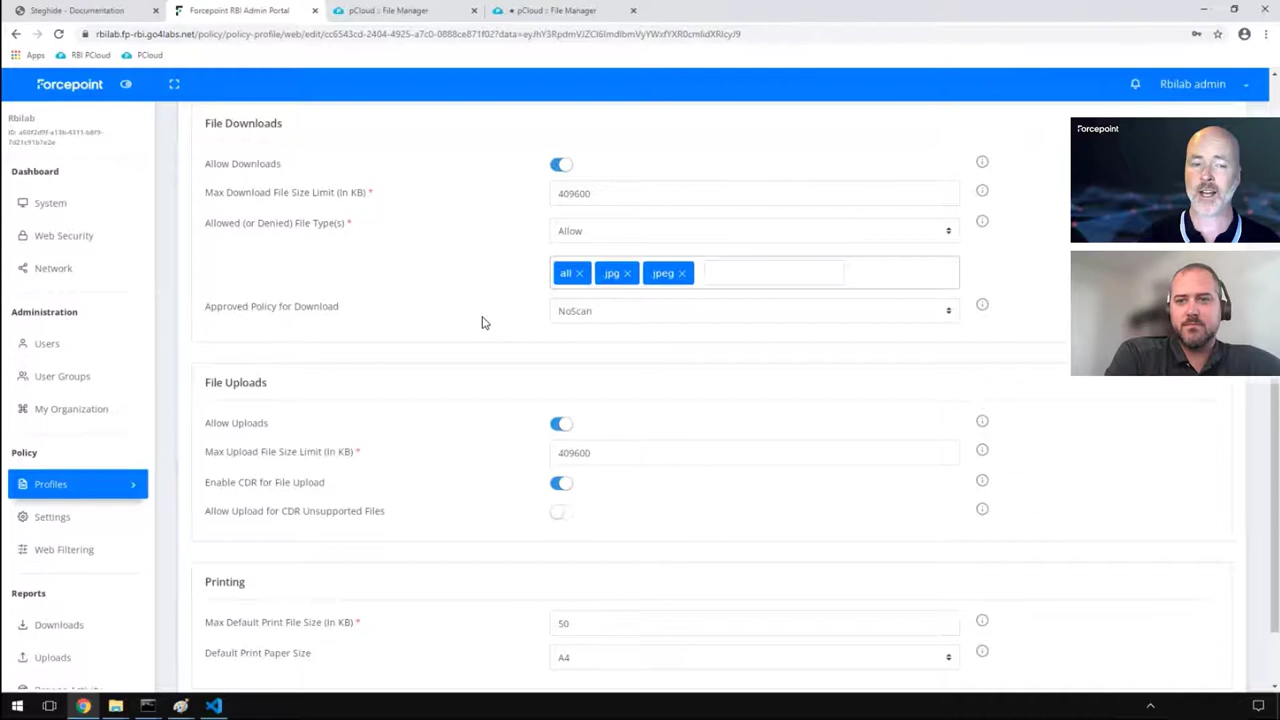 Steghide - Documentation
Forcepoint RBI Admin Portal
pCloud :: File Manager
★ pCloud :: File Manager
Apps
RBI PCloud
PCloud
Forcepoint
Rbilab admin
Forcepoint
Rbilab
Dashboard
System
Web Security
Network
Administration
Users
User Groups
My Organization
Policy
Profiles
Settings
Web Filtering
Reports
Downloads
Uploads
File Downloads
Allow Downloads
Max Download File Size Limit (In KB) *
409600
Allowed (or Denied) File Type(s) *
Allow
all × jpg × jpeg ×
Approved Policy for Download
NoScan
File Uploads
Allow Uploads
Max Upload File Size Limit (In KB) *
409600
Enable CDR for File Upload
Allow Upload for CDR Unsupported Files
Printing
Max Default Print File Size (In KB) *
50
Default Print Paper Size
A4